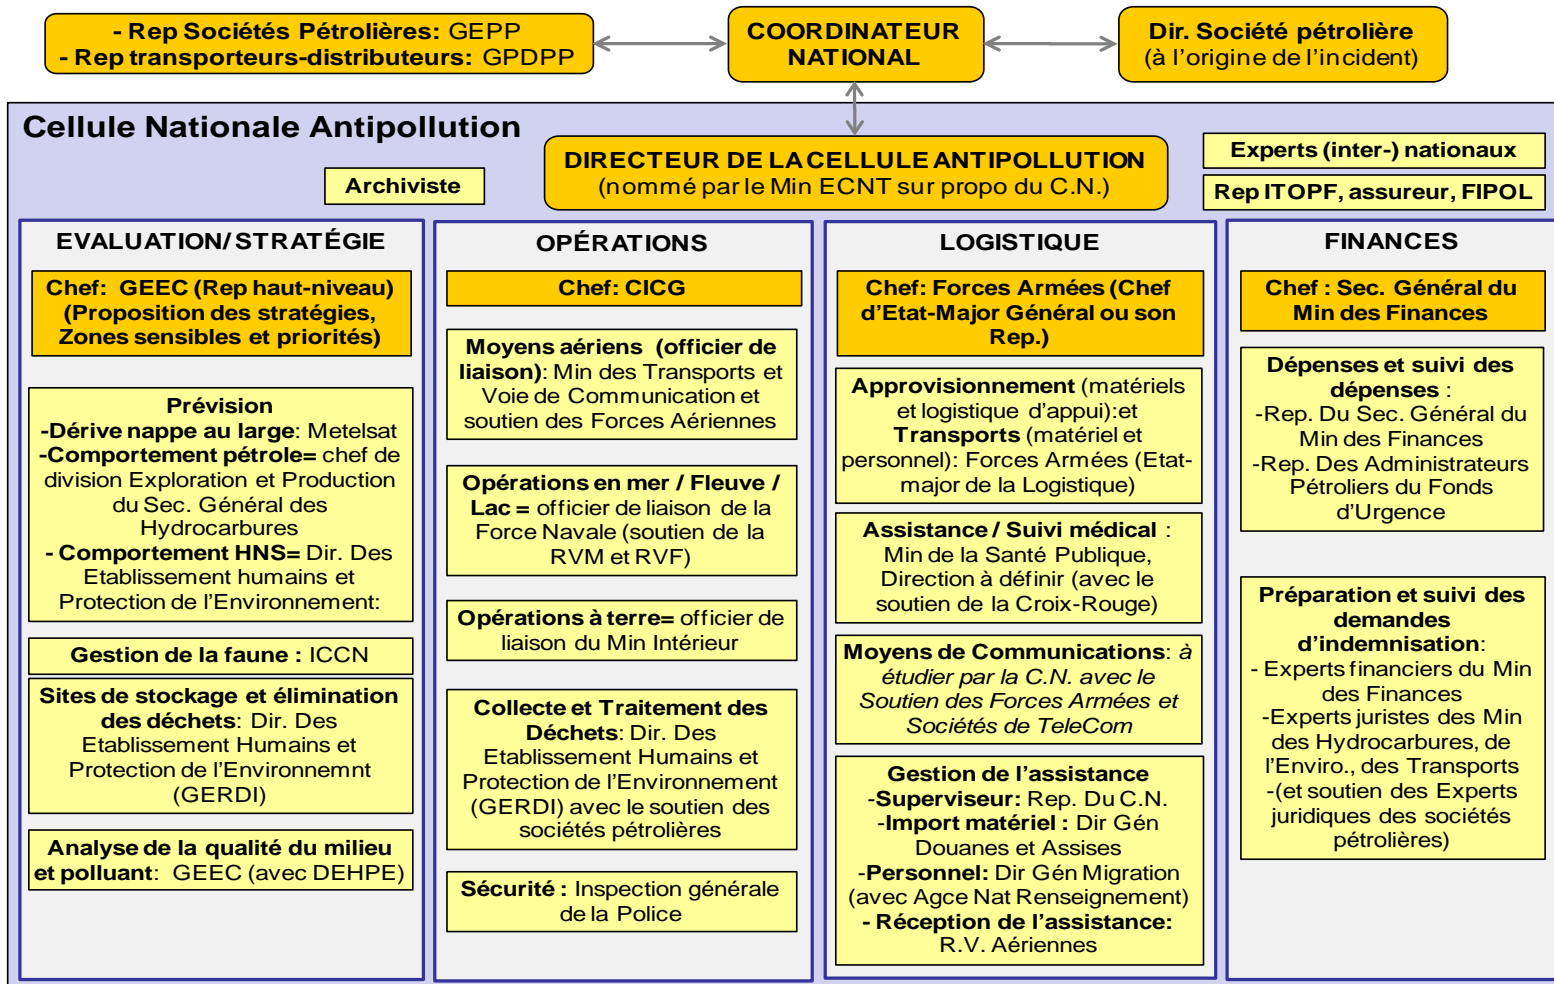 - Rep Sociétés Pétrolières: GEPP
- Rep transporteurs-distributeurs: GPDPP
COORDINATEUR
NATIONAL
Dir. Société pétrolière
(à l'origine de l'incident)
Cellule Nationale Antipollution
DIRECTEUR DE LA CELLULE ANTIPOLLUTION
(nommé par le Min ECNT sur propo du C.N.)
Archiviste
Experts (inter-) nationaux
Rep ITOPF, assureur, FIPOL
EVALUATION/ STRATÉGIE
Chef: GEEC (Rep haut-niveau)
(Proposition des stratégies,
Zones sensibles et priorités)
Prévision
-Dérive nappe au large: Metelsat
-Comportement pétrole= chef de
division Exploration et Production
du Sec. Général des
Hydrocarbures
- Comportement HNS= Dir. Des
Etablissement humains et
Protection de l'Environnement:
Gestion de la faune : ICCN
Sites de stockage et élimination
des déchets: Dir. Des
Etablissement Humains et
Protection de l'Environnemnt
(GERDI)
Analyse de la qualité du milieu
et polluant: GEEC (avec DEHPE)
OPÉRATIONS
Chef: CICG
Moyens aériens (officier de
liaison): Min des Transports et
Voie de Communication et
soutien des Forces Aériennes
Opérations en mer / Fleuve /
Lac = officier de liaison de la
Force Navale (soutien de la
RVM et RVF)
Opérations à terre= officier de
liaison du Min Intérieur
Collecte et Traitement des
Déchets: Dir. Des
Etablissement Humains et
Protection de l'Environnement
(GERDI) avec le soutien des
sociétés pétrolières
Sécurité : Inspection générale
de la Police
LOGISTIQUE
Chef: Forces Armées (Chef
d'Etat-Major Général ou son
Rep.)
Approvisionnement (matériels
et logistique d'appui):et
Transports (matériel et
personnel): Forces Armées (Etat-
major de la Logistique)
Assistance / Suivi médical :
Min de la Santé Publique,
Direction à définir (avec le
soutien de la Croix-Rouge)
Moyens de Communications: à
étudier par la C.N. avec le
Soutien des Forces Armées et
Sociétés de TeleCom
Gestion de l'assistance
-Superviseur: Rep. Du C.N.
-Import matériel : Dir Gén
Douanes et Assises
-Personnel: Dir Gén Migration
(avec Agce Nat Renseignement)
- Réception de l'assistance:
R.V. Aériennes
FINANCES
Chef : Sec. Général du
Min des Finances
Dépenses et suivi des
dépenses :
-Rep. Du Sec. Général du
Min des Finances
-Rep. Des Administrateurs
Pétroliers du Fonds
d'Urgence
Préparation et suivi des
demandes
d'indemnisation:
- Experts financiers du Min
des Finances
-Experts juristes des Min
des Hydrocarbures, de
l'Enviro., des Transports
-(et soutien des Experts
juridiques des sociétés
pétrolières)